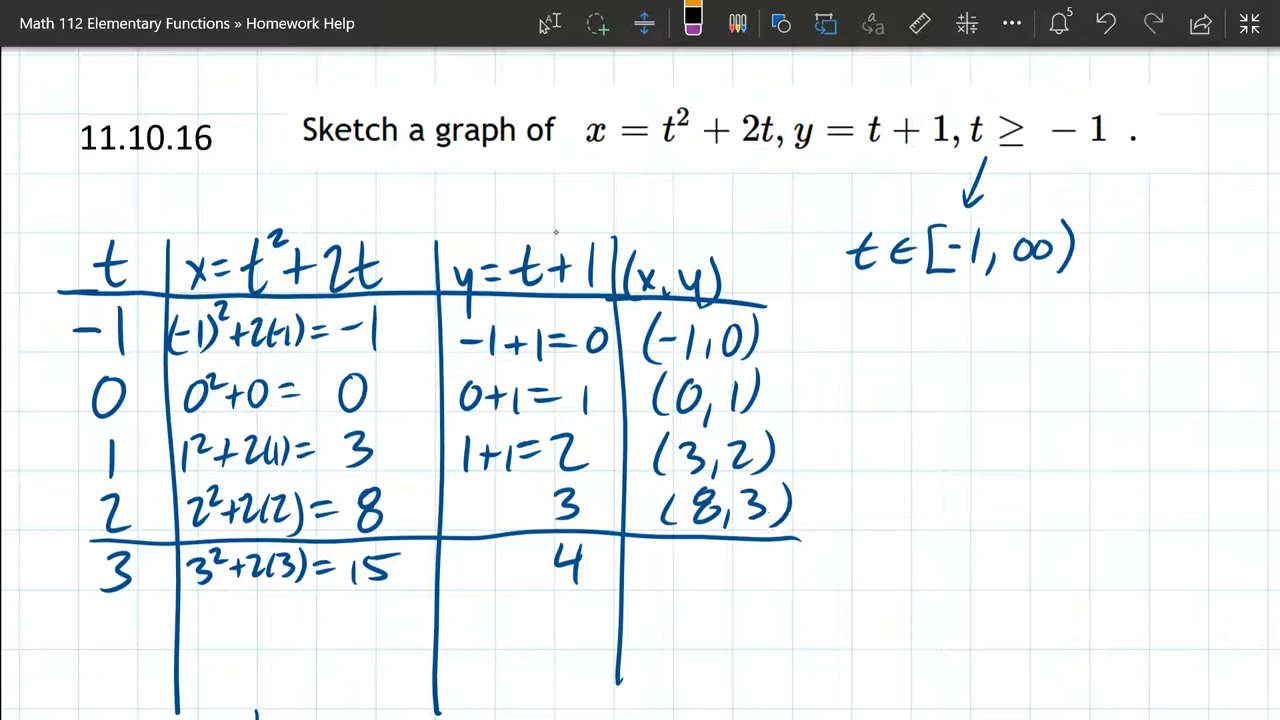 Math 112 Elementary Functions » Homework Help
5
11.10.16 Sketch a graph of x = t² + 2t, y = t + 1, t ≥ −1 .
t ∈ [-1, ∞)
t x = t² + 2t y = t + 1 (x, y)
-1 (-1)² + 2(-1) = -1 -1 + 1 = 0 (-1, 0)
0 0² + 0 = 0 0 + 1 = 1 (0, 1)
1 1² + 2(1) = 3 1 + 1 = 2 (3, 2)
2 2² + 2(2) = 8 3 (8, 3)
3 3² + 2(3) = 15 4